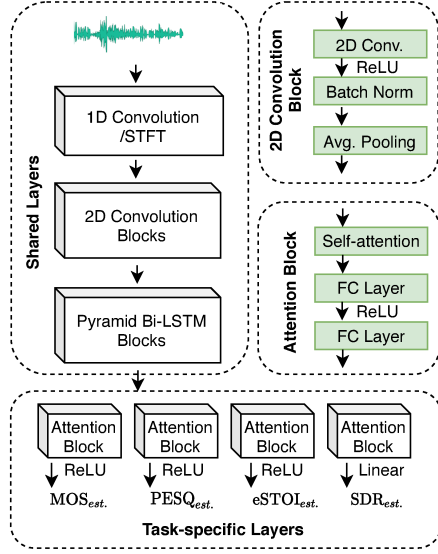 Shared Layers
1D Convolution
/STFT
2D Convolution
Blocks
Pyramid Bi-LSTM
Blocks
2D Convolution
Block
2D Conv.
ReLU
Batch Norm
Avg. Pooling
Attention Block
Self-attention
FC Layer
ReLU
FC Layer
Attention
Block
ReLU
MOSest.
Attention
Block
ReLU
PESQest.
Attention
Block
ReLU
eSTOIest.
Attention
Block
Linear
SDRest.
Task-specific Layers